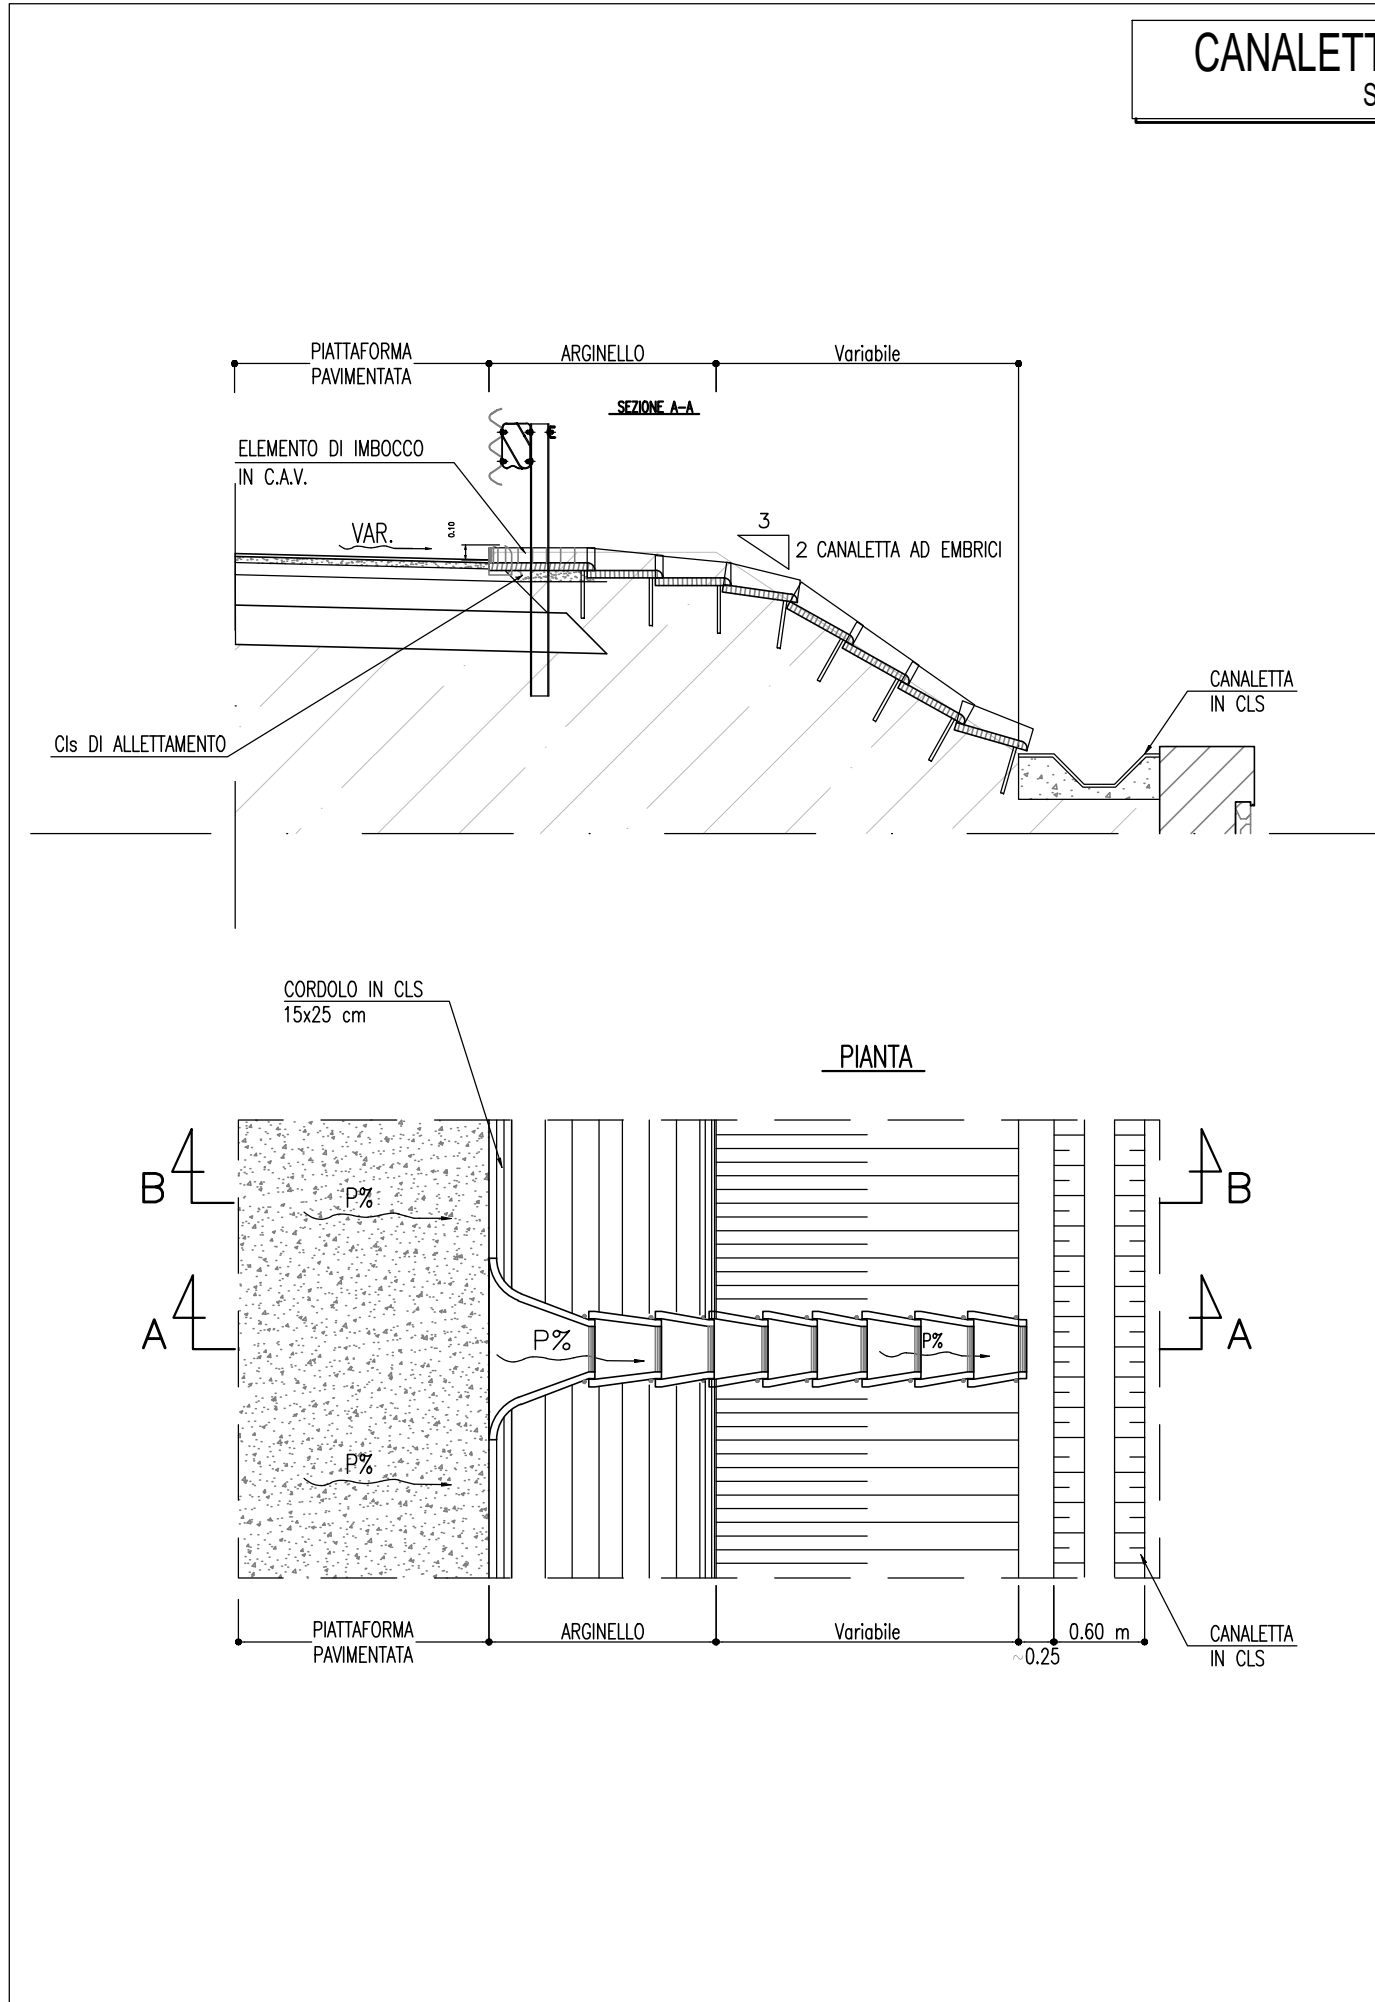 CANALETT
S
PIATTAFORMA
PAVIMENTATA
ARGINELLO
Variabile
SEZIONE A-A
ELEMENTO DI IMBOCCO
IN C.A.V.
VAR.
0.10
3
2 CANALETTA AD EMBRICI
CANALETTA
IN CLS
Cls DI ALLETTAMENTO
CORDOLO IN CLS
15x25 cm
PIANTA
B
P%
B
A
P%
P%
A
P%
PIATTAFORMA
PAVIMENTATA
ARGINELLO
Variabile
~0.25
0.60 m
CANALETTA
IN CLS